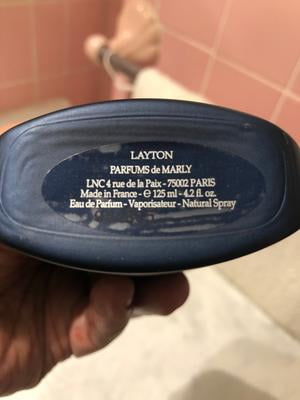 LAYTON
PARFUMS de MARLY
LNC 4 rue de la Paix - 75002 PARIS
Made in France - ℮ 125 ml - 4.2 fl. oz.
Eau de Parfum - Vaporisateur - Natural Spray